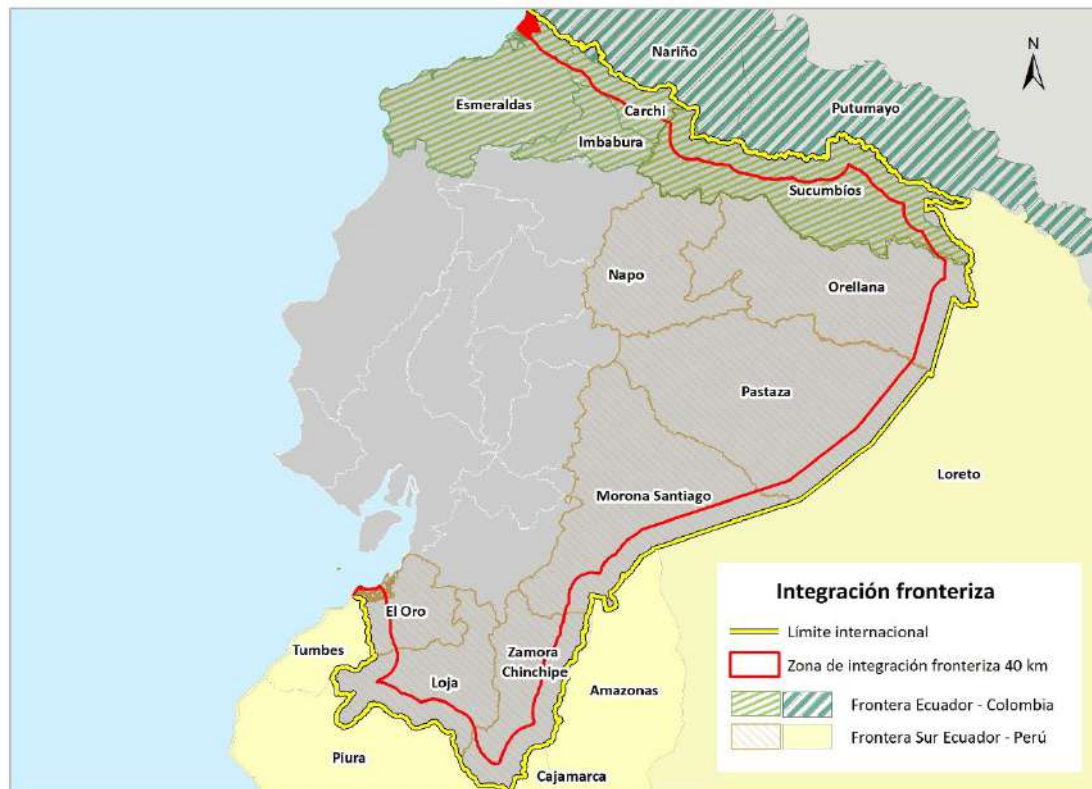 N
Nariño
Esmeraldas
Carchi
Putumayo
Imbabura
Sucumbíos
Napo
Orellana
Pastaza
Loreto
Morona Santiago
El Oro
Tumbes
Zamora
Chinchipe
Loja
Amazonas
Piura
Cajamarca
Integración fronteriza
Límite internacional
Zona de integración fronteriza 40 km
Frontera Ecuador - Colombia
Frontera Sur Ecuador - Perú